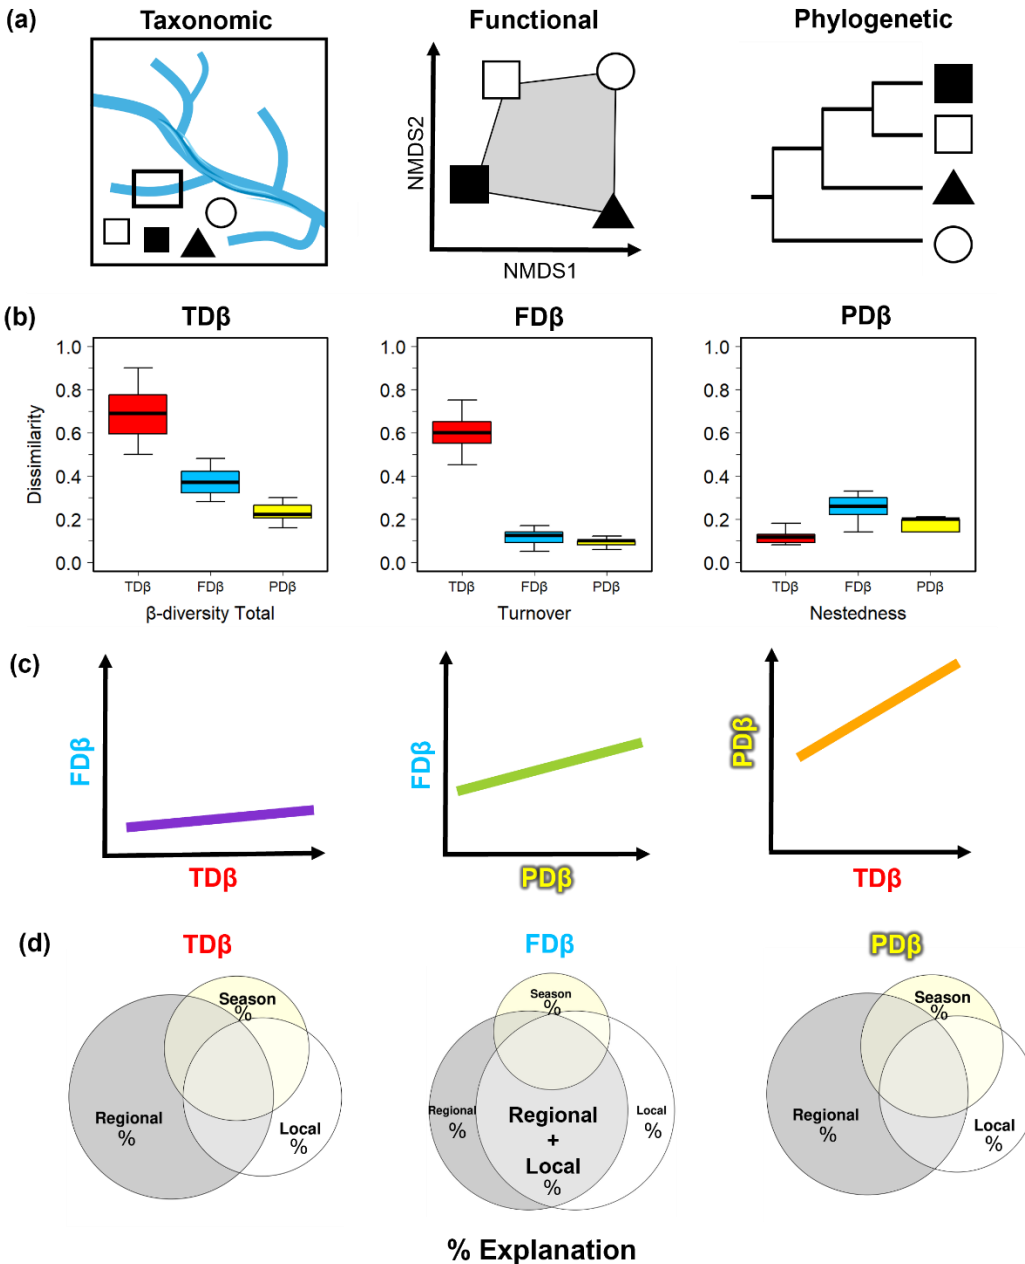 (a)
Taxonomic
Functional
Phylogenetic
NMDS2
NMDS1
(b)
TDβ
FDβ
PDβ
Dissimilarity
1.0
0.8
0.6
0.4
0.2
0.0
TDβ
FDβ
PDβ
β-diversity Total
1.0
0.8
0.6
0.4
0.2
0.0
TDβ
FDβ
PDβ
Turnover
1.0
0.8
0.6
0.4
0.2
0.0
TDβ
FDβ
PDβ
Nestedness
(c)
FDβ
TDβ
FDβ
PDβ
PDβ
TDβ
(d)
TDβ
Season
%
Regional
%
Local
%
FDβ
Season
%
Regional
%
Regional
+
Local
%
Local
%
PDβ
Season
%
Regional
%
Local
%
% Explanation